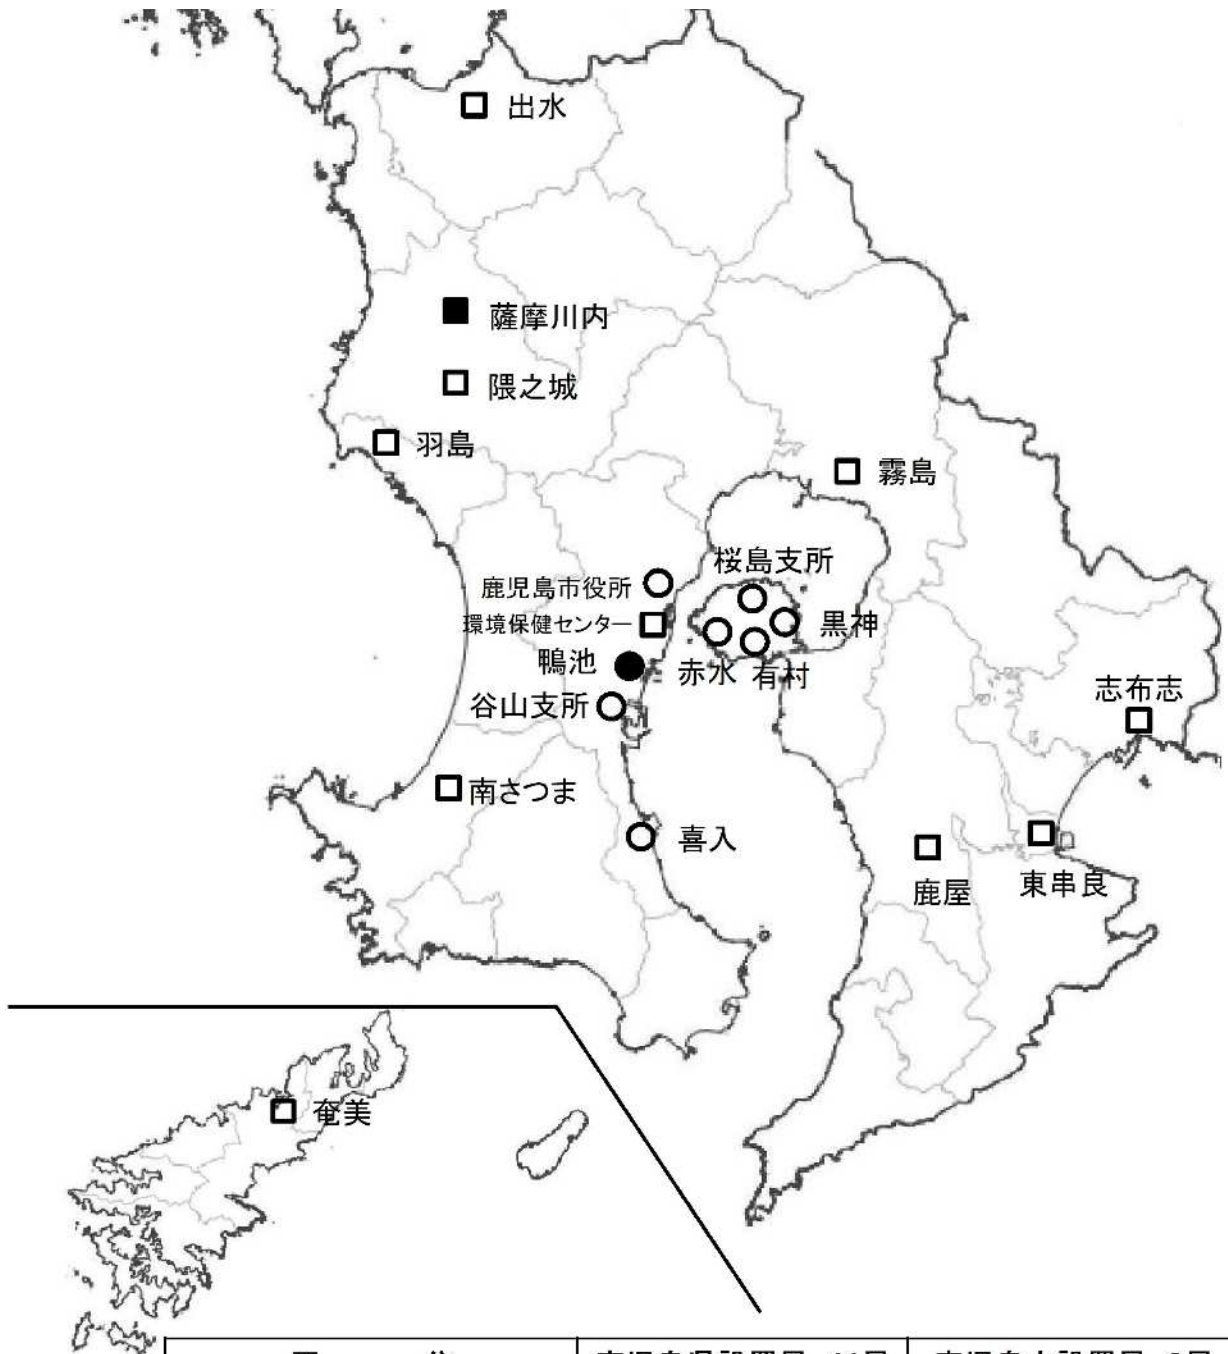 出水
薩摩川内
隈之城
羽島
霧島
桜島支所
鹿児島市役所
環境保健センター
黒神
鴨池
赤水 有村
谷山支所
志布志
南さつま
喜入
鹿屋
東串良
奄美